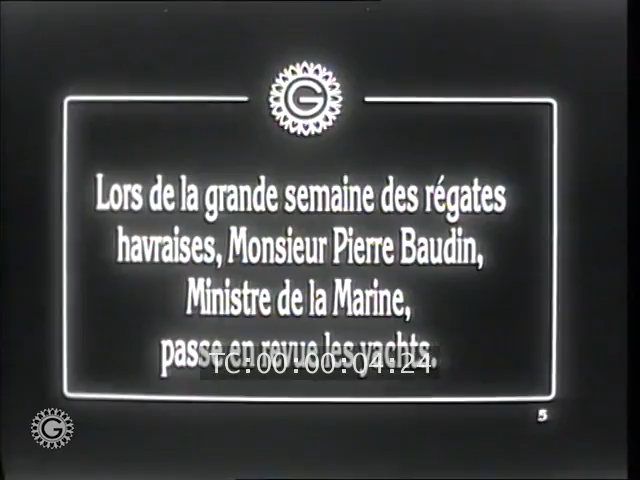 G
Lors de la grande semaine des régates
havraises, Monsieur Pierre Baudin,
Ministre de la Marine,
passe en revue les yachts.
TC:00:00:04:24
5
G